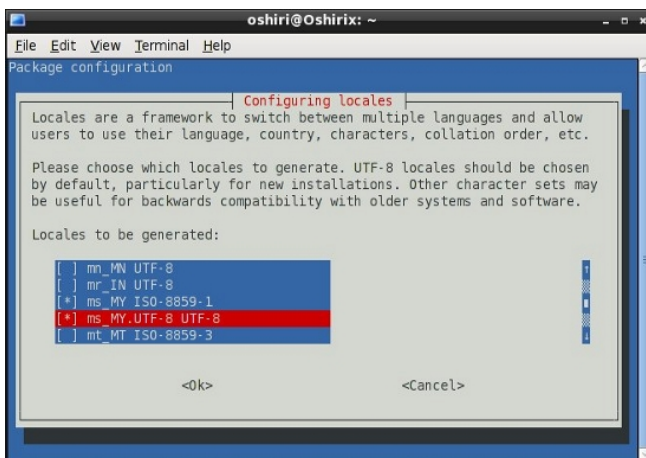 oshiri@Oshirix: ~
File Edit View Terminal Help
Package configuration
Configuring locales
Locales are a framework to switch between multiple languages and allow
users to use their language, country, characters, collation order, etc.
Please choose which locales to generate. UTF-8 locales should be chosen
by default, particularly for new installations. Other character sets may
be useful for backwards compatibility with older systems and software.
Locales to be generated:
[ ] mn_MN UTF-8
[ ] mr_IN UTF-8
[*] ms_MY ISO-8859-1
[*] ms_MY.UTF-8 UTF-8
[ ] mt_MT ISO-8859-3
<Ok> <Cancel>